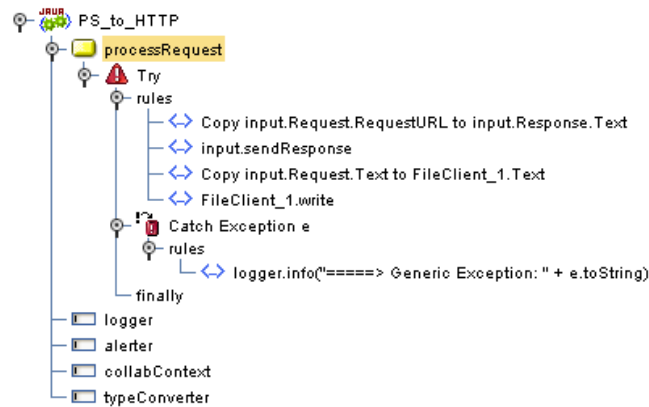 JAVA
PS_to_HTTP
processRequest
Try
rules
Copy input.Request.RequestURL to input.Response.Text
input.sendResponse
Copy input.Request.Text to FileClient_1.Text
FileClient_1.write
Catch Exception e
rules
logger.info("=====> Generic Exception: " + e.toString)
finally
logger
alerter
collabContext
typeConverter